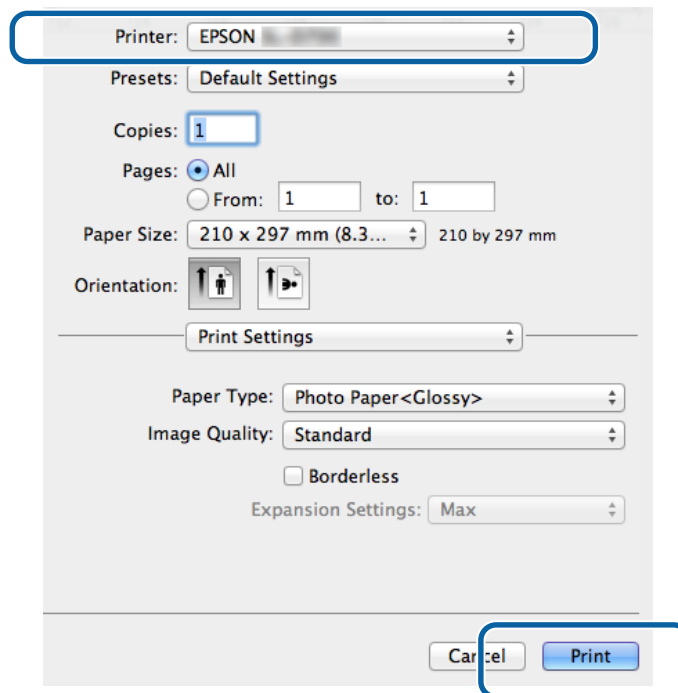 Printer: EPSON
Presets: Default Settings
Copies: 1
Pages: All
From: 1 to: 1
Paper Size: 210 x 297 mm (8.3... 210 by 297 mm
Orientation:
Print Settings
Paper Type: Photo Paper<Glossy>
Image Quality: Standard
Borderless
Expansion Settings: Max
Cancel Print